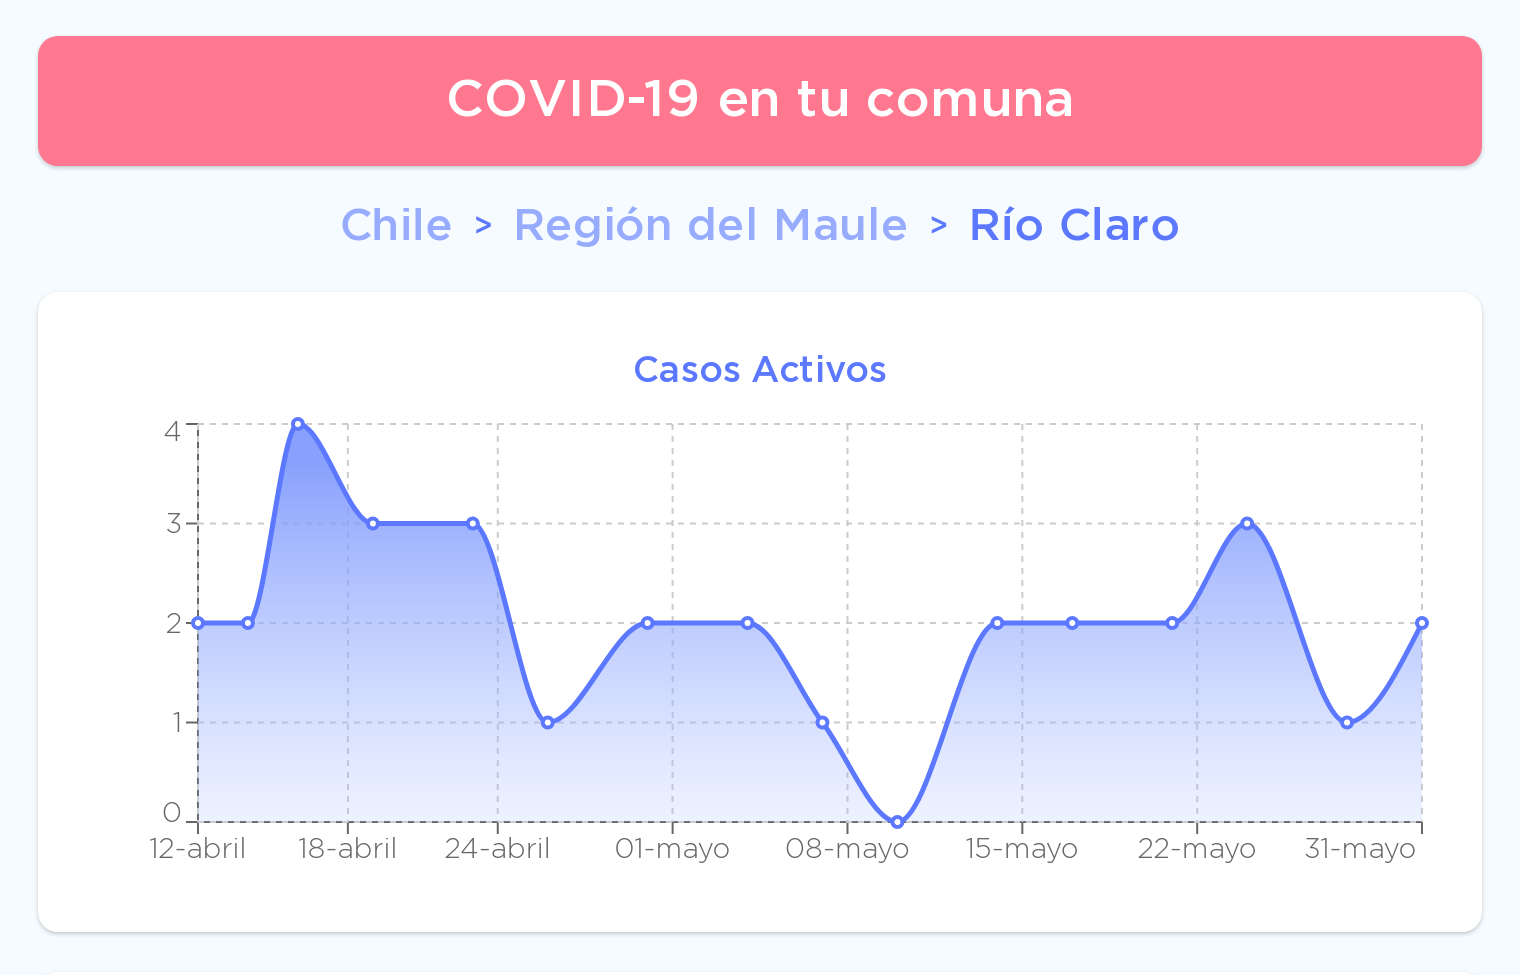 COVID-19 en tu comuna
Chile > Región del Maule > Río Claro
Casos Activos
4
3
2
1
0
12-abril 18-abril 24-abril 01-mayo 08-mayo 15-mayo 22-mayo 31-mayo